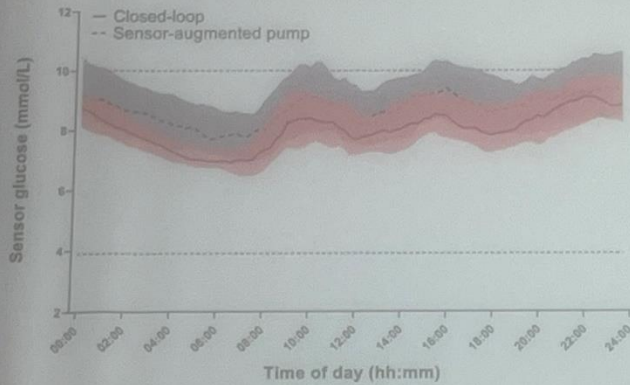 12
Closed-loop
Sensor-augmented pump
10
8
6
4
2
Sensor glucose (mmol/L)
00:00 02:00 04:00 06:00 08:00 10:00 12:00 14:00 16:00 18:00 20:00 22:00 24:00
Time of day (hh:mm)